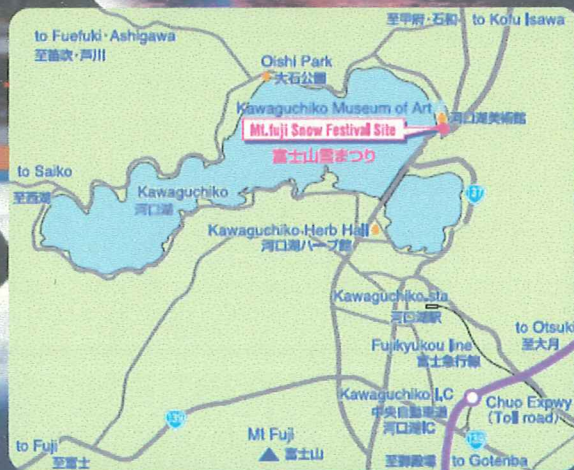 to Fuefuki・Ashigawa
至笛吹・芦川
至甲府・石和
to Kofu Isawa
Oishi Park
大石公園
Kawaguchiko Museum of Art
河口湖美術館
Mt.fuji Snow Festival Site
富士山雪まつり
to Saiko
至西湖
Kawaguchiko
河口湖
137
Kawaguchiko Herb Hall
河口湖ハーブ館
Kawaguchiko sta
河口湖駅
to Otsuki
至大月
Fujikyukou line
富士急行線
Kawaguchiko I,C
中央自動車道
河口湖IC
Chuo Expwy
(Toll road)
139
138
to Fuji
至富士
Mt Fuji
富士山
至御殿場
to Gotenba